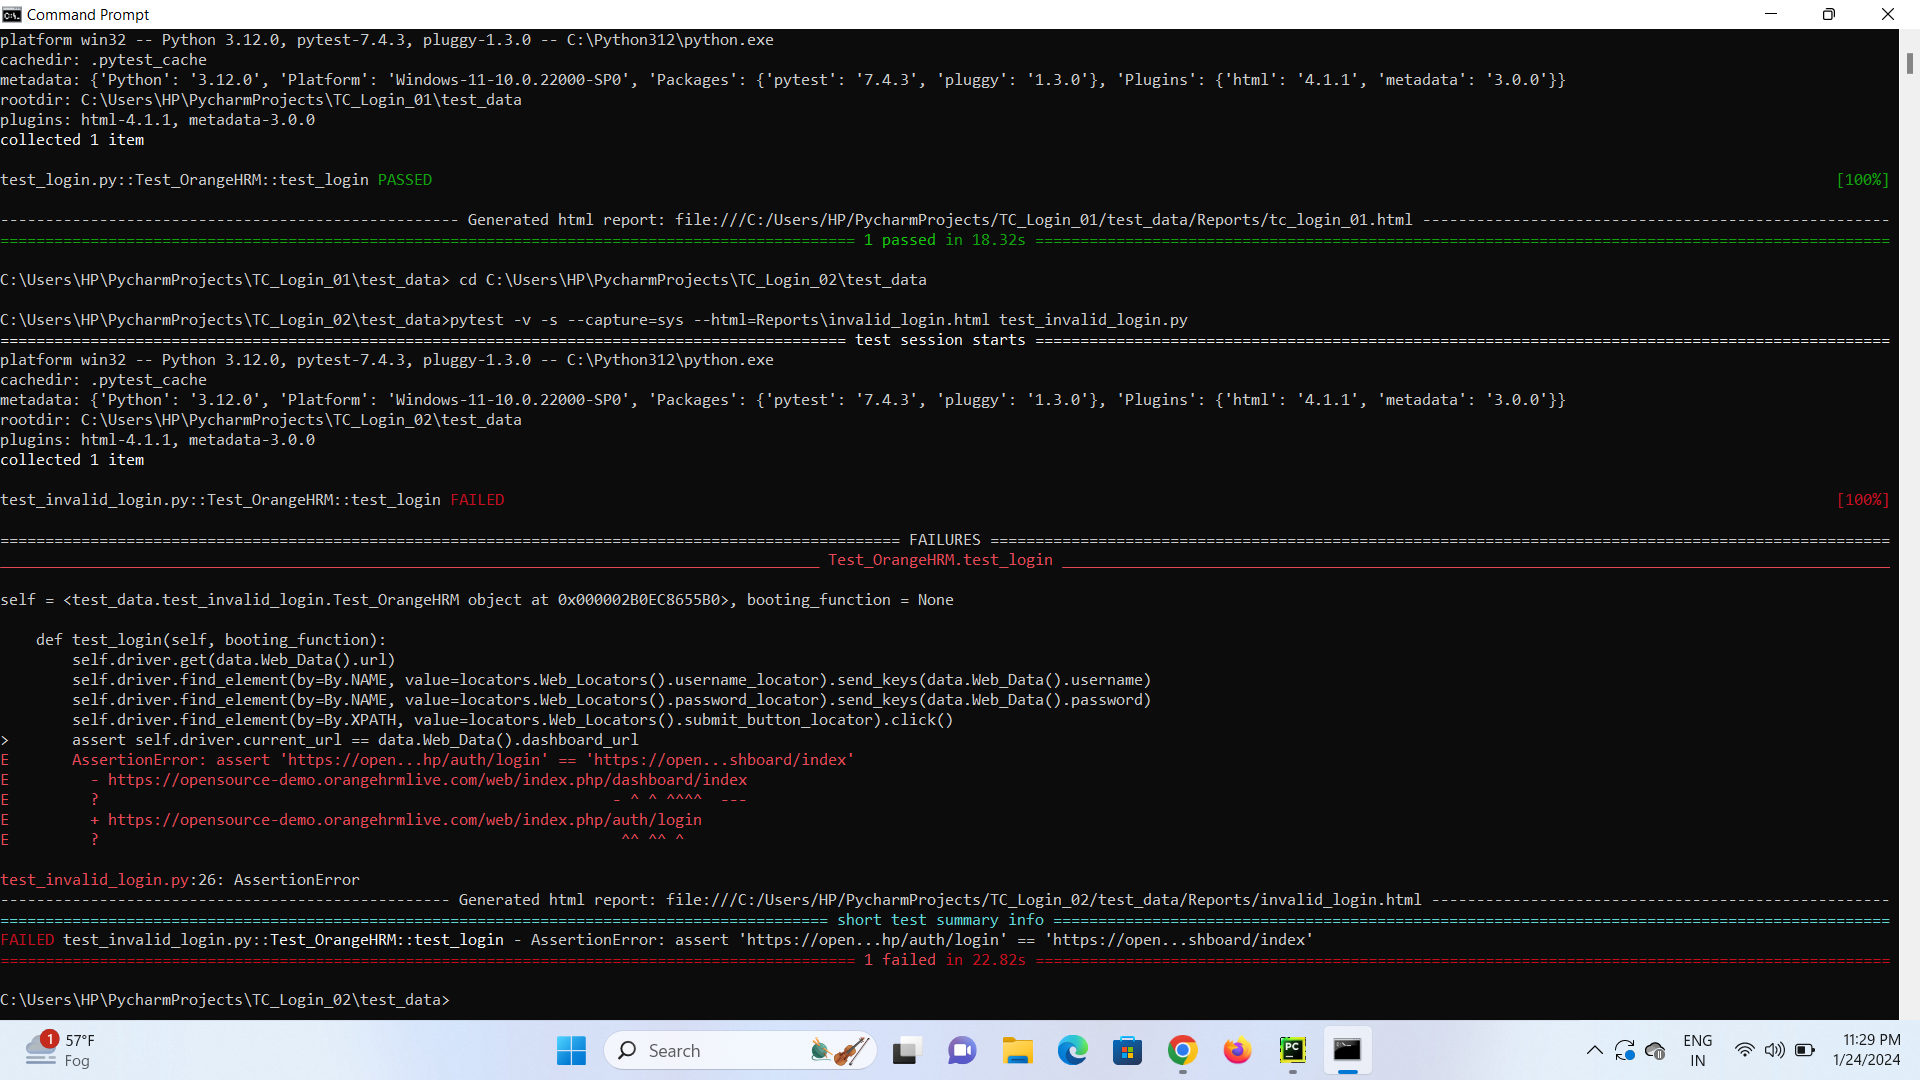 Command Prompt
platform win32 -- Python 3.12.0, pytest-7.4.3, pluggy-1.3.0 -- C:\Python312\python.exe
cachedir: .pytest_cache
metadata: {'Python': '3.12.0', 'Platform': 'Windows-11-10.0.22000-SP0', 'Packages': {'pytest': '7.4.3', 'pluggy': '1.3.0'}, 'Plugins': {'html': '4.1.1', 'metadata': '3.0.0'}}
rootdir: C:\Users\HP\PycharmProjects\TC_Login_01\test_data
plugins: html-4.1.1, metadata-3.0.0
collected 1 item
test_login.py::Test_OrangeHRM::test_login PASSED [100%]
--------------------------------------------------- Generated html report: file:///C:/Users/HP/PycharmProjects/TC_Login_01/test_data/Reports/tc_login_01.html ----------------------------------------------------
=============================================================================================== 1 passed in 18.32s ===============================================================================================
C:\Users\HP\PycharmProjects\TC_Login_01\test_data> cd C:\Users\HP\PycharmProjects\TC_Login_02\test_data
C:\Users\HP\PycharmProjects\TC_Login_02\test_data>pytest -v -s --capture=sys --html=Reports\invalid_login.html test_invalid_login.py
============================================================================================== test session starts ===============================================================================================
platform win32 -- Python 3.12.0, pytest-7.4.3, pluggy-1.3.0 -- C:\Python312\python.exe
cachedir: .pytest_cache
metadata: {'Python': '3.12.0', 'Platform': 'Windows-11-10.0.22000-SP0', 'Packages': {'pytest': '7.4.3', 'pluggy': '1.3.0'}, 'Plugins': {'html': '4.1.1', 'metadata': '3.0.0'}}
rootdir: C:\Users\HP\PycharmProjects\TC_Login_02\test_data
plugins: html-4.1.1, metadata-3.0.0
collected 1 item
test_invalid_login.py::Test_OrangeHRM::test_login FAILED [100%]
==================================================================================================== FAILURES ====================================================================================================
___________________________________________________________________________________________ Test_OrangeHRM.test_login ____________________________________________________________________________________________
self = <test_data.test_invalid_login.Test_OrangeHRM object at 0x000002B0EC8655B0>, booting_function = None
    def test_login(self, booting_function):
        self.driver.get(data.Web_Data().url)
        self.driver.find_element(by=By.NAME, value=locators.Web_Locators().username_locator).send_keys(data.Web_Data().username)
        self.driver.find_element(by=By.NAME, value=locators.Web_Locators().password_locator).send_keys(data.Web_Data().password)
        self.driver.find_element(by=By.XPATH, value=locators.Web_Locators().submit_button_locator).click()
>       assert self.driver.current_url == data.Web_Data().dashboard_url
E       AssertionError: assert 'https://open...hp/auth/login' == 'https://open...shboard/index'
E         - https://opensource-demo.orangehrmlive.com/web/index.php/dashboard/index
E         ?                                                         - ^ ^ ^^^^  ---
E         + https://opensource-demo.orangehrmlive.com/web/index.php/auth/login
E         ?                                                          ^^ ^^ ^
test_invalid_login.py:26: AssertionError
-------------------------------------------------- Generated html report: file:///C:/Users/HP/PycharmProjects/TC_Login_02/test_data/Reports/invalid_login.html ---------------------------------------------------
============================================================================================ short test summary info =============================================================================================
FAILED test_invalid_login.py::Test_OrangeHRM::test_login - AssertionError: assert 'https://open...hp/auth/login' == 'https://open...shboard/index'
=============================================================================================== 1 failed in 22.82s ===============================================================================================
C:\Users\HP\PycharmProjects\TC_Login_02\test_data>
1
57°F
Fog
Search
PC
ENG
IN
11:29 PM
1/24/2024